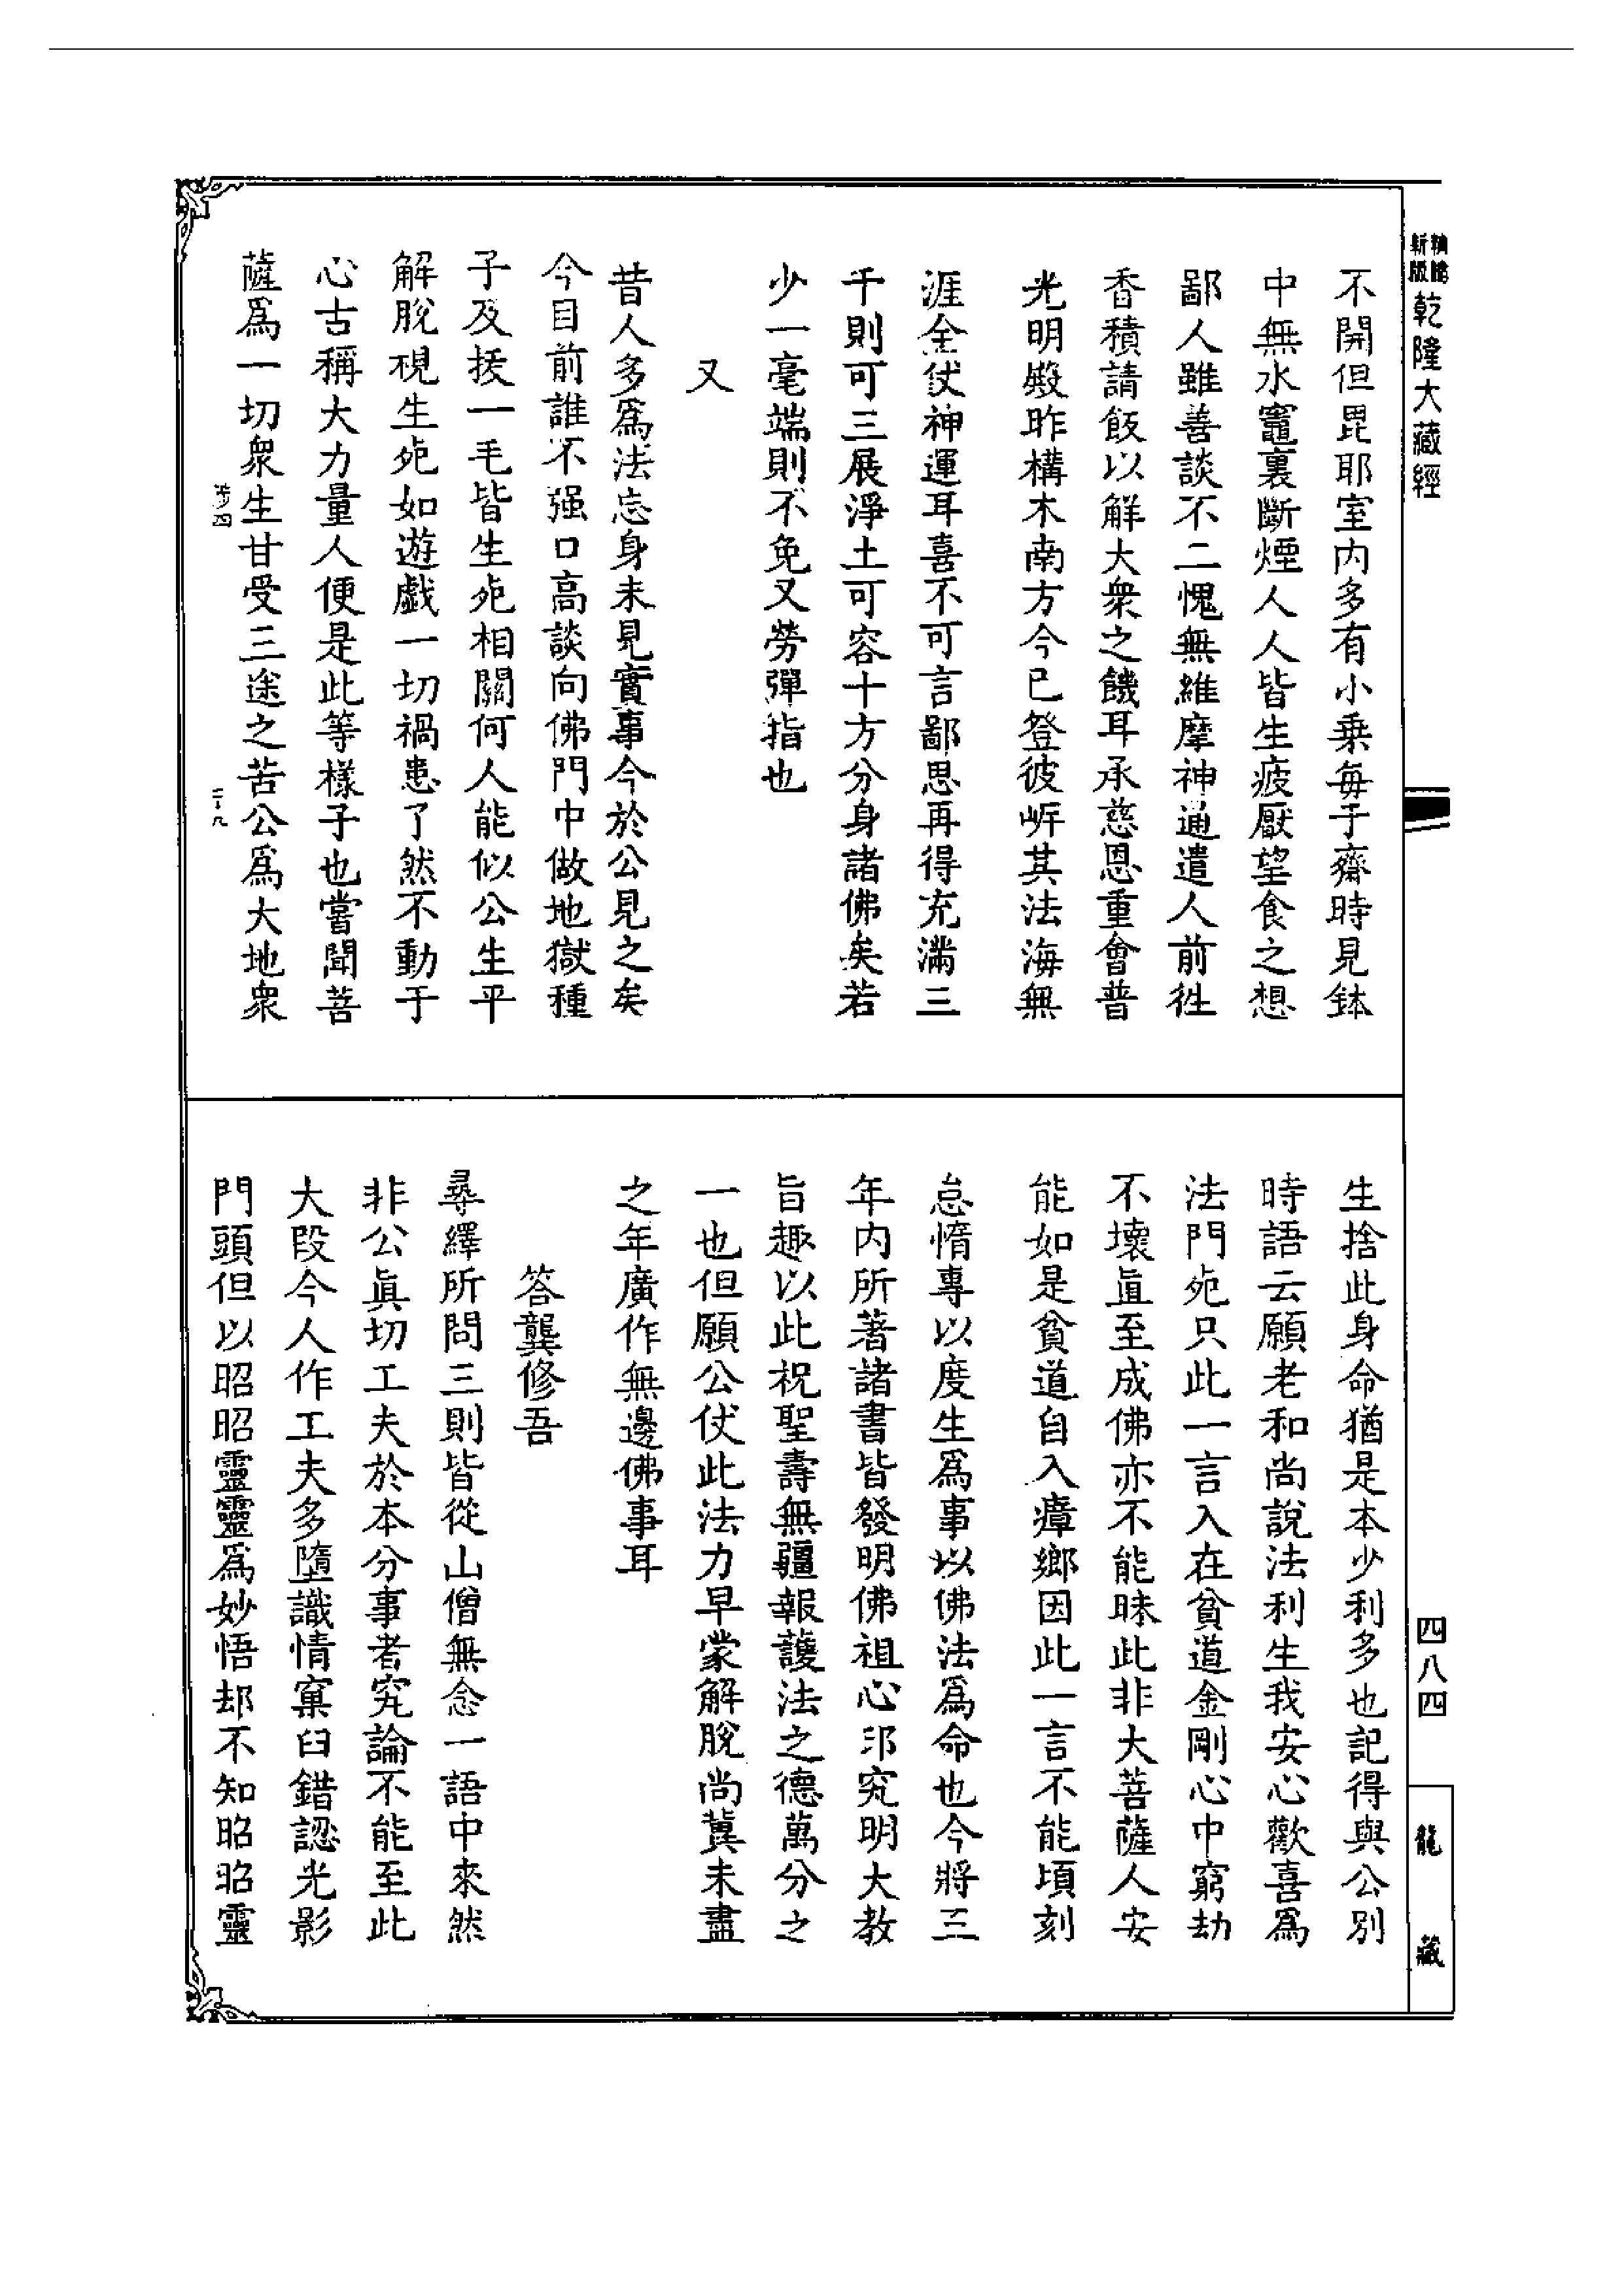 新版
乾隆大藏經
四八四
龍藏
不開但毘耶室内多有小乗毎于齋時見鉢
中無水竈裏斷煙人人皆生疲厭望食之想
鄙人雖善談不二愧無維摩神通遣人前徃
香積請飯以解大衆之饑耳承慈恩重會普
光明殿昨構木南方今已登彼岸其法海無
涯全仗神運耳喜不可言鄙思再得充滿三
千則可三展淨土可容十方分身諸佛矣若
少一毫端則不免又勞彈指也
又
昔人多爲法忘身未見實事今於公見之矣
今目前誰不强口高談向佛門中做地獄種
子及拔一毛皆生死相關何人能似公生平
解脫視生死如遊戲一切禍患了然不動于
心古稱大力量人便是此等樣子也嘗聞菩
薩爲一切衆生甘受三途之苦公爲大地衆
生捨此身命猶是本少利多也記得與公别
時語云願老和尚說法利生我安心歡喜爲
法門死只此一言入在貧道金剛心中窮劫
不壞直至成佛亦不能昧此非大菩薩人安
能如是貧道自入瘴鄉因此一言不能頃刻
怠惰專以度生爲事以佛法爲命也今將三
年内所著諸書皆發明佛祖心印究明大教
旨趣以此祝聖壽無疆報護法之德萬分之
一也但願公仗此法力早蒙解脫尚冀未盡
之年廣作無邊佛事耳
答龔修吾
尋繹所問三則皆從山僧無念一語中來然
非公眞切工夫於本分事者究論不能至此
大段今人作工夫多墮識情窠臼錯認光影
門頭但以昭昭靈靈爲妙悟却不知昭昭靈